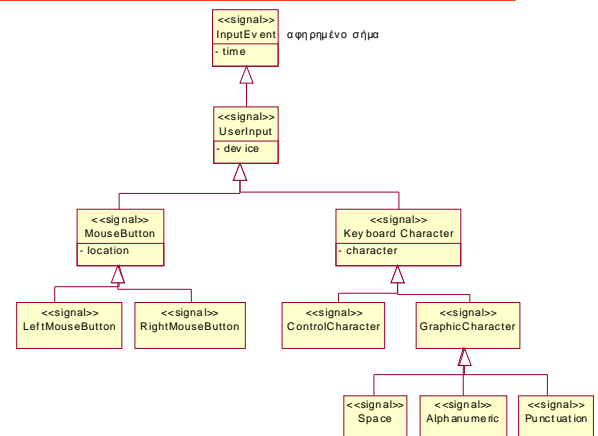 <<signal>>
InputEvent
αφηρημένο σήμα
- time
<<signal>>
UserInput
- device
<<signal>>
MouseButton
- location
<<signal>>
Keyboard Character
- character
<<signal>>
LeftMouseButton
<<signal>>
RightMouseButton
<<signal>>
ControlCharacter
<<signal>>
GraphicCharacter
<<signal>>
Space
<<signal>>
Alphanumeric
<<signal>>
Punctuation